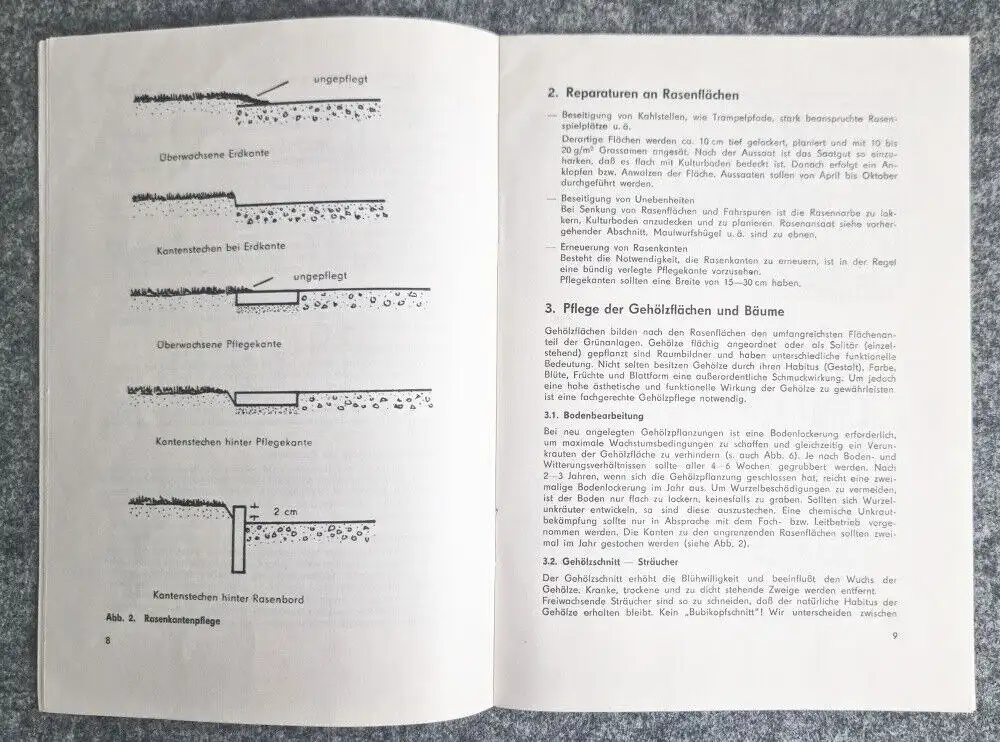 ungepflegt
Überwachsene Erdkante
Kantenstechen bei Erdkante
ungepflegt
Überwachsene Pflegekante
Kantenstechen hinter Pflegekante
2 cm
Kantenstechen hinter Rasenbord
Abb. 2. Rasenkantenpflege
8
2. Reparaturen an Rasenflächen
— Beseitigung von Kahlstellen, wie Trampelpfade, stark beanspruchte Rasen-
spielplätze u. ä.
Derartige Flächen werden ca. 10 cm tief gelockert, planiert und mit 10 bis
20 g/m² Grassamen angesät. Nach der Aussaat ist das Saatgut so einzu-
harken, daß es flach mit Kulturboden bedeckt ist. Danach erfolgt ein An-
klopfen bzw. Anwalzen der Fläche. Aussaaten sollen von April bis Oktober
durchgeführt werden.
— Beseitigung von Unebenheiten
Bei Senkung von Rasenflächen und Fahrspuren ist die Rasennarbe zu lok-
kern, Kulturboden anzudecken und zu planieren. Rasenansaat siehe vorher-
gehender Abschnitt. Maulwurfshügel u. ä. sind zu ebnen.
— Erneuerung von Rasenkanten
Besteht die Notwendigkeit, die Rasenkanten zu erneuern, ist in der Regel
eine bündig verlegte Pflegekante vorzusehen.
Pflegekanten sollten eine Breite von 15—30 cm haben.
3. Pflege der Gehölzflächen und Bäume
Gehölzflächen bilden nach den Rasenflächen den umfangreichsten Flächenan-
teil der Grünanlagen. Gehölze flächig angeordnet oder als Solitär (einzel-
stehend) gepflanzt sind Raumbildner und haben unterschiedliche funktionelle
Bedeutung. Nicht selten besitzen Gehölze durch ihren Habitus (Gestalt), Farbe,
Blüte, Früchte und Blattform eine außerordentliche Schmuckwirkung. Um jedoch
eine hohe ästhetische und funktionelle Wirkung der Gehölze zu gewährleisten
ist eine fachgerechte Gehölzpflege notwendig.
3.1. Bodenbearbeitung
Bei neu angelegten Gehölzpflanzungen ist eine Bodenlockerung erforderlich,
um maximale Wachstumsbedingungen zu schaffen und gleichzeitig ein Verun-
krauten der Gehölzfläche zu verhindern (s. auch Abb. 6). Je nach Boden- und
Witterungsverhältnissen sollte aller 4—6 Wochen gegrubbert werden. Nach
2—3 Jahren, wenn sich die Gehölzpflanzung geschlossen hat, reicht eine zwei-
malige Bodenlockerung im Jahr aus. Um Wurzelbeschädigungen zu vermeiden,
ist der Boden nur flach zu lockern, keinesfalls zu graben. Sollten sich Wurzel-
unkräuter entwickeln, so sind diese auszustechen. Eine chemische Unkraut-
bekämpfung sollte nur in Absprache mit dem Fach- bzw. Leitbetrieb vorge-
nommen werden. Die Kanten zu den angrenzenden Rasenflächen sollten zwei-
mal im Jahr gestochen werden (siehe Abb. 2).
3.2. Gehölzschnitt — Sträucher
Der Gehölzschnitt erhöht die Blühwilligkeit und beeinflußt den Wuchs der
Gehölze. Kranke, trockene und zu dicht stehende Zweige werden entfernt.
Freiwachsende Sträucher sind so zu schneiden, daß der natürliche Habitus der
Gehölze erhalten bleibt. Kein „Bubikopfschnitt"! Wir unterscheiden zwischen
9